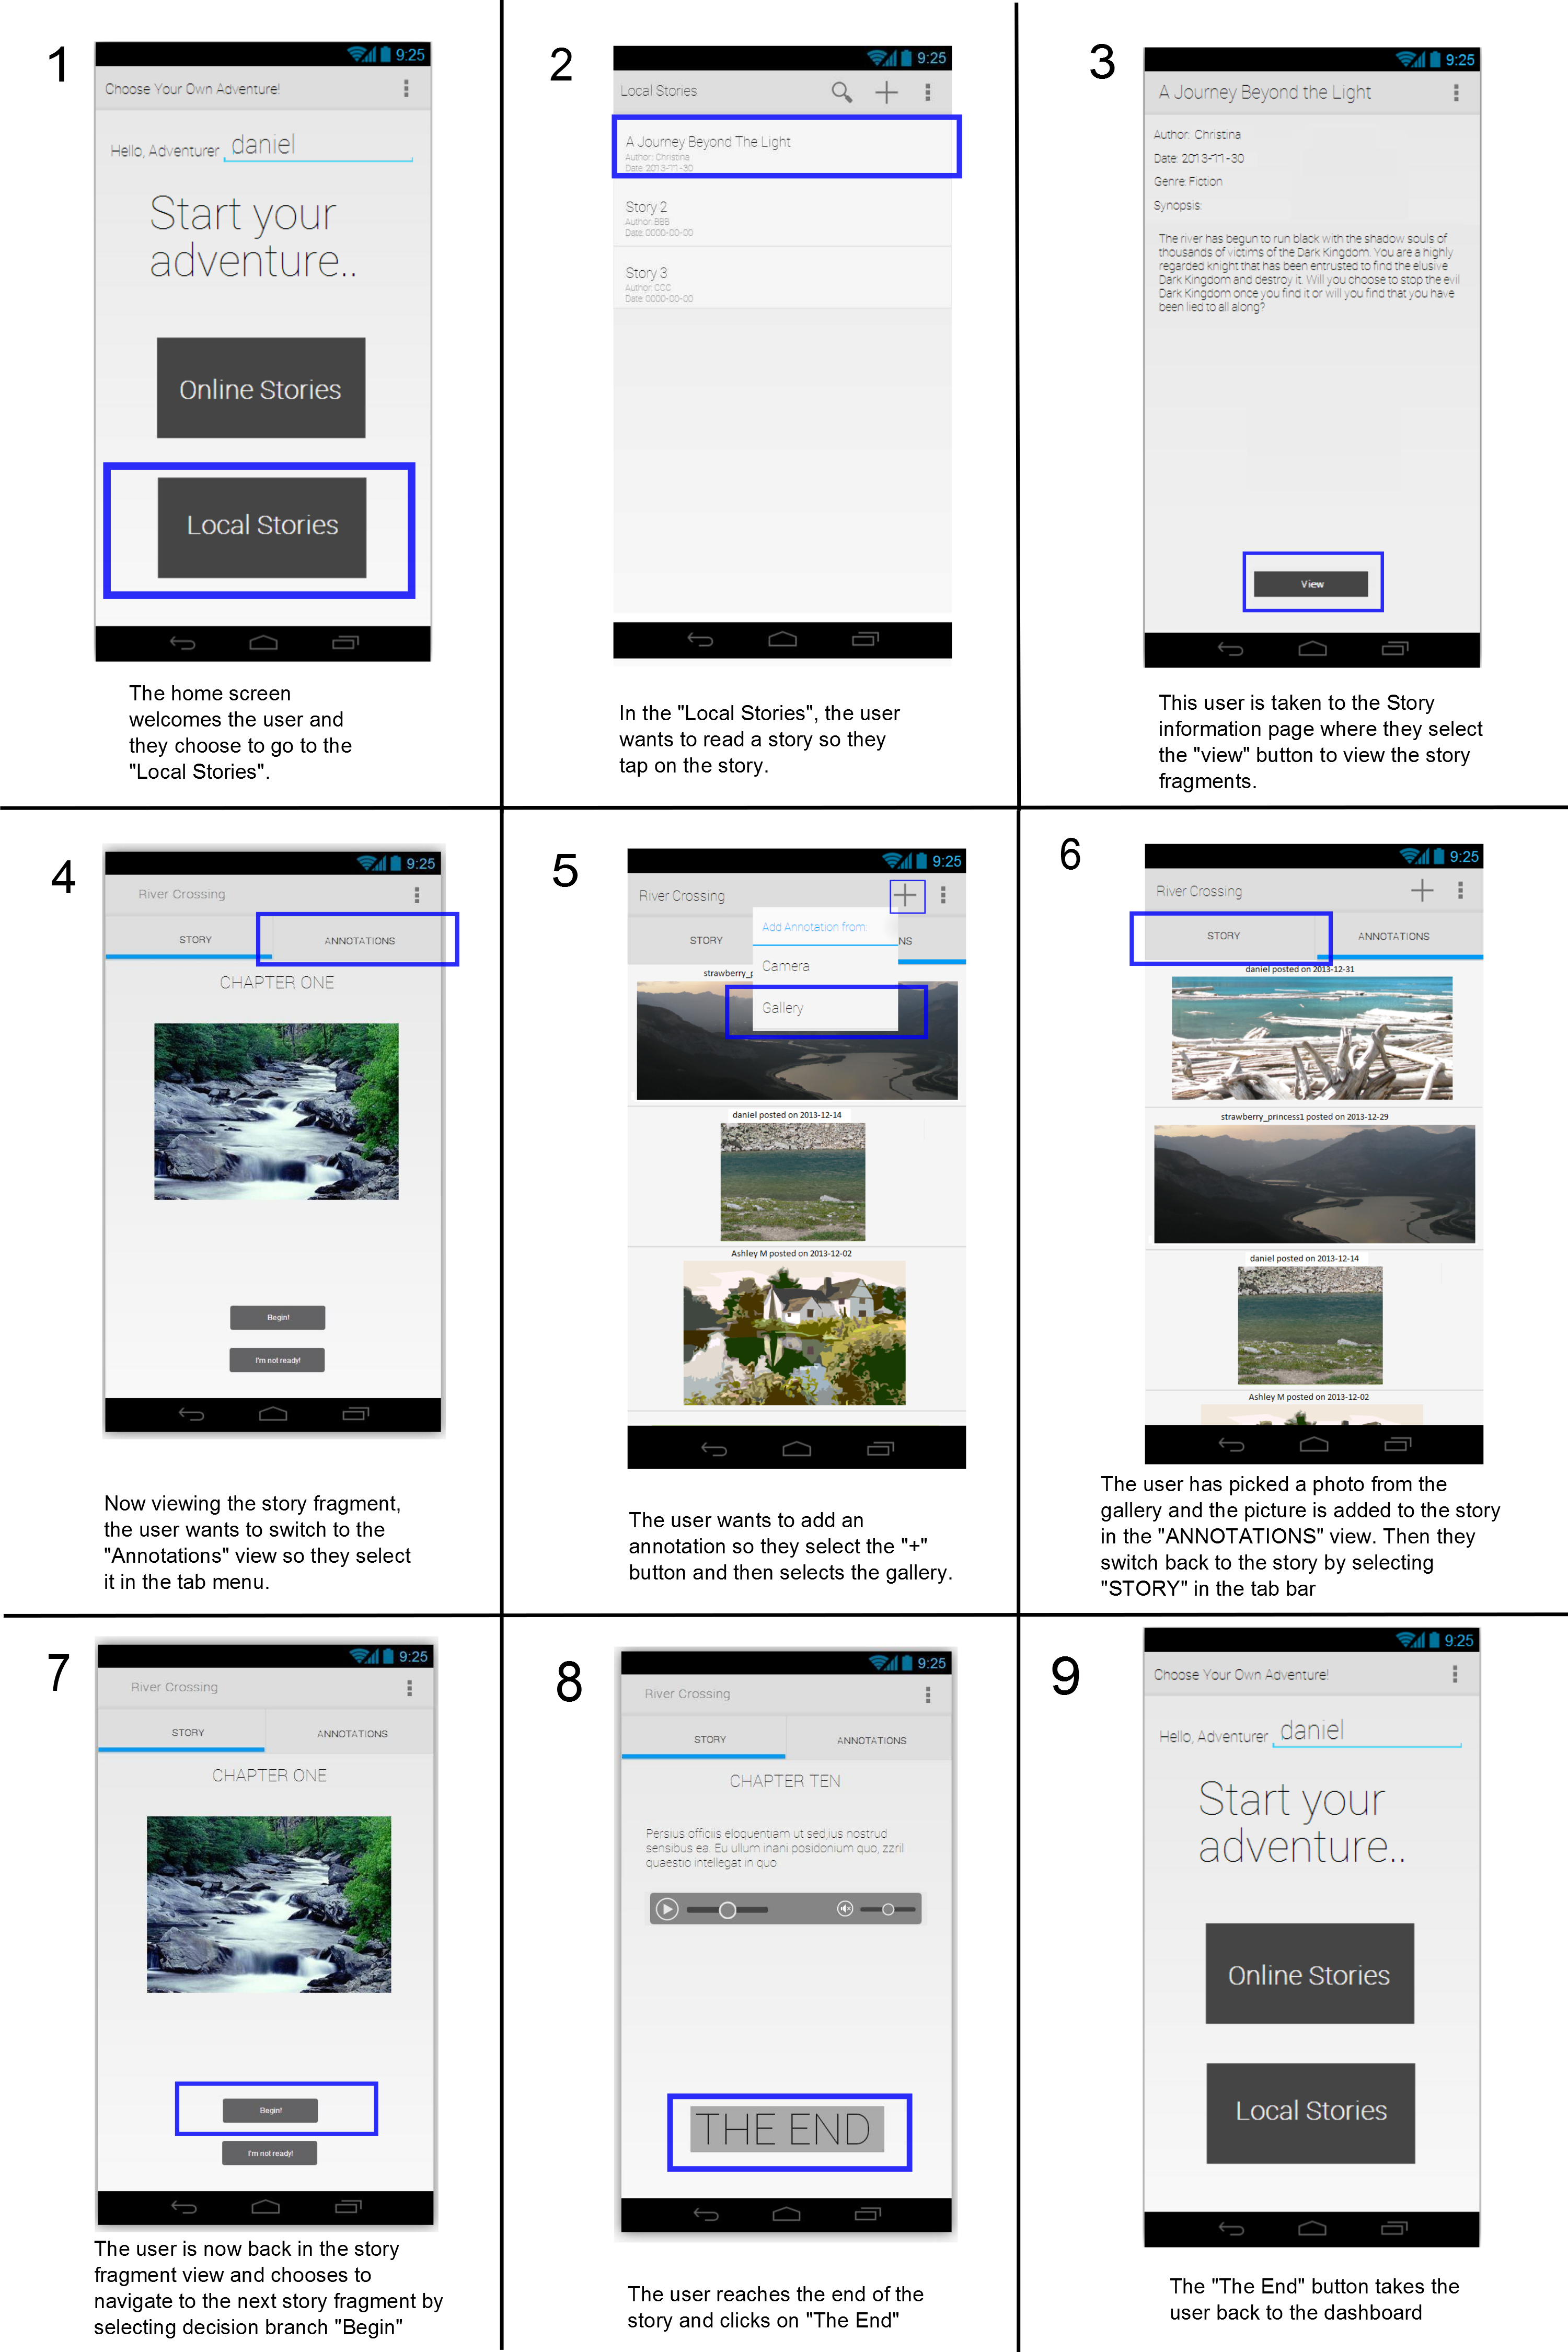 1
9:25
Choose Your Own Adventure!
Hello, Adventurer daniel
Start your
adventure..
Online Stories
Local Stories
The home screen
welcomes the user and
they choose to go to the
"Local Stories".
2
9:25
Local Stories
A Journey Beyond The Light
Author: Christina
Date: 2013-11-30
Story 2
Author: BBB
Date: 0000-00-00
Story 3
Author: CCC
Date: 0000-00-00
In the "Local Stories", the user
wants to read a story so they
tap on the story.
3
9:25
A Journey Beyond the Light
Author: Christina
Date: 2013-11-30
Genre: Fiction
Synopsis:
The river has begun to run black with the shadow souls of
thousands of victims of the Dark Kingdom. You are a highly
regarded knight that has been entrusted to find the elusive
Dark Kingdom and destroy it. Will you choose to stop the evil
Dark Kingdom once you find it or will you find that you have
been lied to all along?
View
This user is taken to the Story
information page where they select
the "view" button to view the story
fragments.
4
9:25
River Crossing
STORY ANNOTATIONS
CHAPTER ONE
Begin!
I'm not ready!
Now viewing the story fragment,
the user wants to switch to the
"Annotations" view so they select
it in the tab menu.
5
9:25
River Crossing
Add Annotation from:
STORY NS
Camera
strawberry_p
Gallery
daniel posted on 2013-12-14
Ashley M posted on 2013-12-02
The user wants to add an
annotation so they select the "+"
button and then selects the gallery.
6
9:25
River Crossing
STORY ANNOTATIONS
daniel posted on 2013-12-31
strawberry_princess1 posted on 2013-12-29
daniel posted on 2013-12-14
Ashley M posted on 2013-12-02
The user has picked a photo from the
gallery and the picture is added to the story
in the "ANNOTATIONS" view. Then they
switch back to the story by selecting
"STORY" in the tab bar
7
9:25
River Crossing
STORY ANNOTATIONS
CHAPTER ONE
Begin!
I'm not ready!
The user is now back in the story
fragment view and chooses to
navigate to the next story fragment by
selecting decision branch "Begin"
8
9:25
River Crossing
STORY ANNOTATIONS
CHAPTER TEN
Persius officiis eloquentiam ut sed,ius nostrud
sensibus ea. Eu ullum inani posidonium quo, zzril
quaestio intellegat in quo
THE END
The user reaches the end of the
story and clicks on "The End"
9
9:25
Choose Your Own Adventure!
Hello, Adventurer daniel
Start your
adventure..
Online Stories
Local Stories
The "The End" button takes the
user back to the dashboard